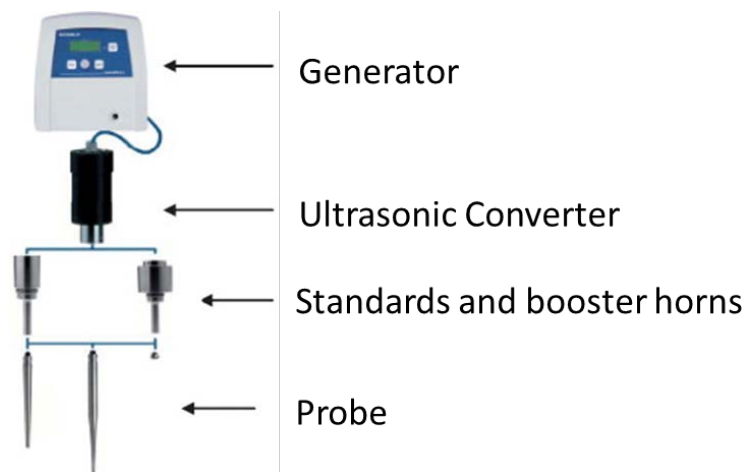 Generator
Ultrasonic Converter
Standards and booster horns
Probe